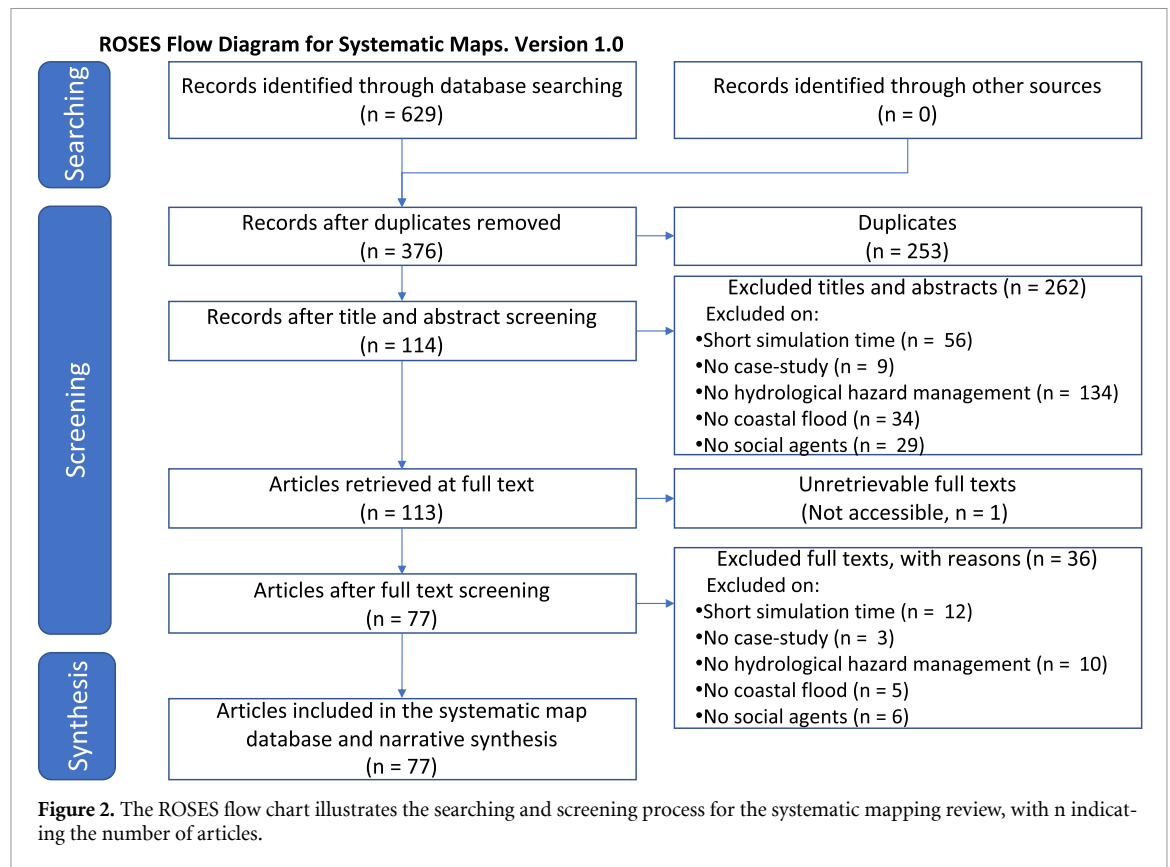 ROSES Flow Diagram for Systematic Maps. Version 1.0
Searching
Records identified through database searching
(n = 629)
Records identified through other sources
(n = 0)
Screening
Records after duplicates removed
(n = 376)
Duplicates
(n = 253)
Records after title and abstract screening
(n = 114)
Excluded titles and abstracts (n = 262)
Excluded on:
•Short simulation time (n =  56)
•No case-study (n =  9)
•No hydrological hazard management (n =  134)
•No coastal flood (n = 34)
•No social agents (n =  29)
Articles retrieved at full text
(n = 113)
Unretrievable full texts
(Not accessible, n = 1)
Articles after full text screening
(n = 77)
Excluded full texts, with reasons (n = 36)
Excluded on:
•Short simulation time (n =  12)
•No case-study (n =  3)
•No hydrological hazard management (n =  10)
•No coastal flood (n = 5)
•No social agents (n = 6)
Synthesis
Articles included in the systematic map
database and narrative synthesis
(n = 77)
Figure 2. The ROSES flow chart illustrates the searching and screening process for the systematic mapping review, with n indicat-
ing the number of articles.